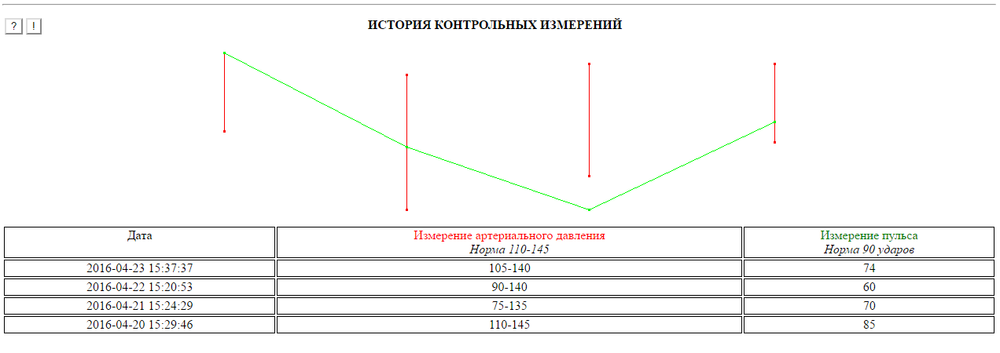 ? !
ИСТОРИЯ КОНТРОЛЬНЫХ ИЗМЕРЕНИЙ
Дата Измерение артериального давления Измерение пульса
Норма 110-145 Норма 90 ударов
2016-04-23 15:37:37 105-140 74
2016-04-22 15:20:53 90-140 60
2016-04-21 15:24:29 75-135 70
2016-04-20 15:29:46 110-145 85